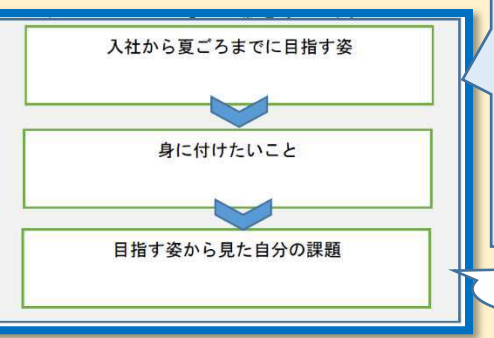 入社から夏ごろまでに目指す姿
身に付けたいこと
目指す姿から見た自分の課題